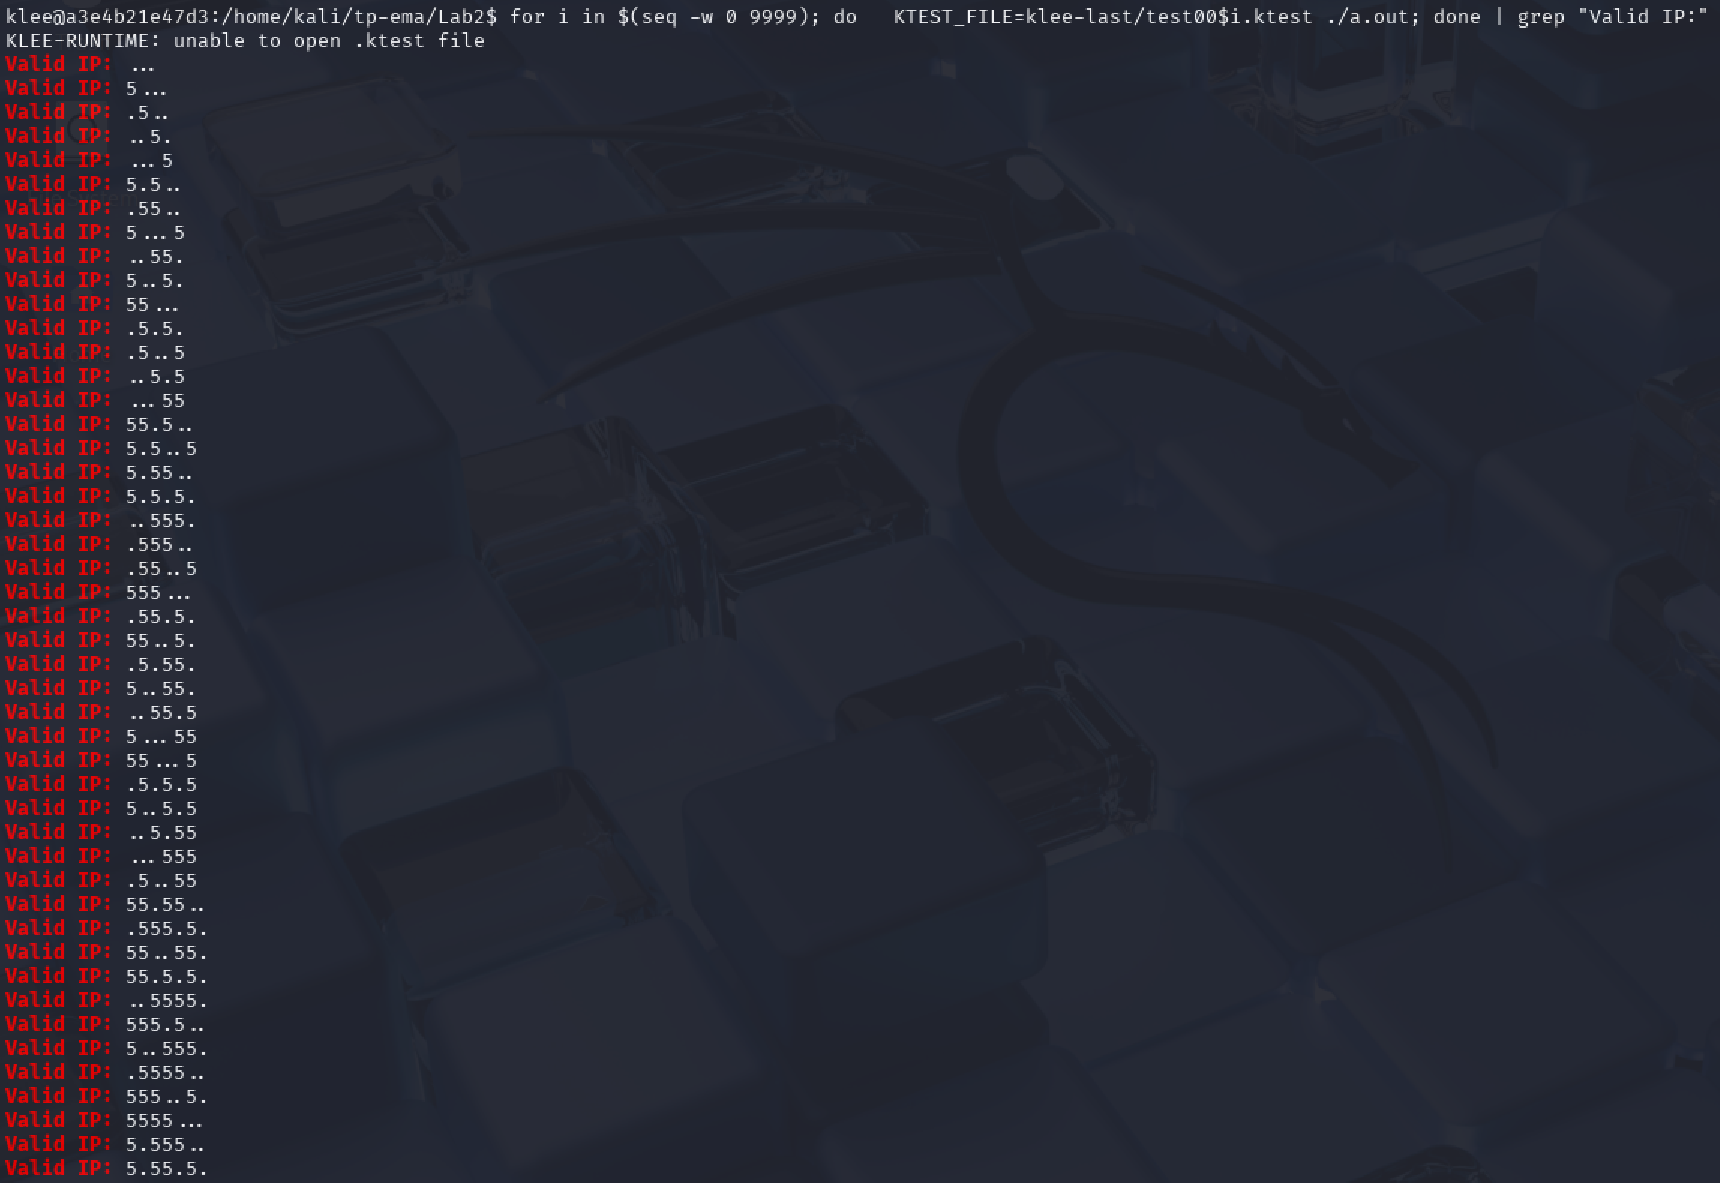 klee@a3e4b21e47d3:/home/kali/tp-ema/Lab2$ for i in $(seq -w 0 9999); do   KTEST_FILE=klee-last/test00$i.ktest ./a.out; done | grep "Valid IP:"
KLEE-RUNTIME: unable to open .ktest file
Valid IP: ...
Valid IP: 5...
Valid IP: .5..
Valid IP: ..5.
Valid IP: ...5
Valid IP: 5.5..
Valid IP: .55..
Valid IP: 5...5
Valid IP: ..55.
Valid IP: 5..5.
Valid IP: 55...
Valid IP: .5.5.
Valid IP: .5..5
Valid IP: ..5.5
Valid IP: ...55
Valid IP: 55.5..
Valid IP: 5.5..5
Valid IP: 5.55..
Valid IP: 5.5.5.
Valid IP: ..555.
Valid IP: .555..
Valid IP: .55..5
Valid IP: 555...
Valid IP: .55.5.
Valid IP: 55..5.
Valid IP: .5.55.
Valid IP: 5..55.
Valid IP: ..55.5
Valid IP: 5...55
Valid IP: 55...5
Valid IP: .5.5.5
Valid IP: 5..5.5
Valid IP: ..5.55
Valid IP: ...555
Valid IP: .5..55
Valid IP: 55.55..
Valid IP: .555.5.
Valid IP: 55..55.
Valid IP: 55.5.5.
Valid IP: ..5555.
Valid IP: 555.5..
Valid IP: 5..555.
Valid IP: .5555..
Valid IP: 555..5.
Valid IP: 5555...
Valid IP: 5.555..
Valid IP: 5.55.5.